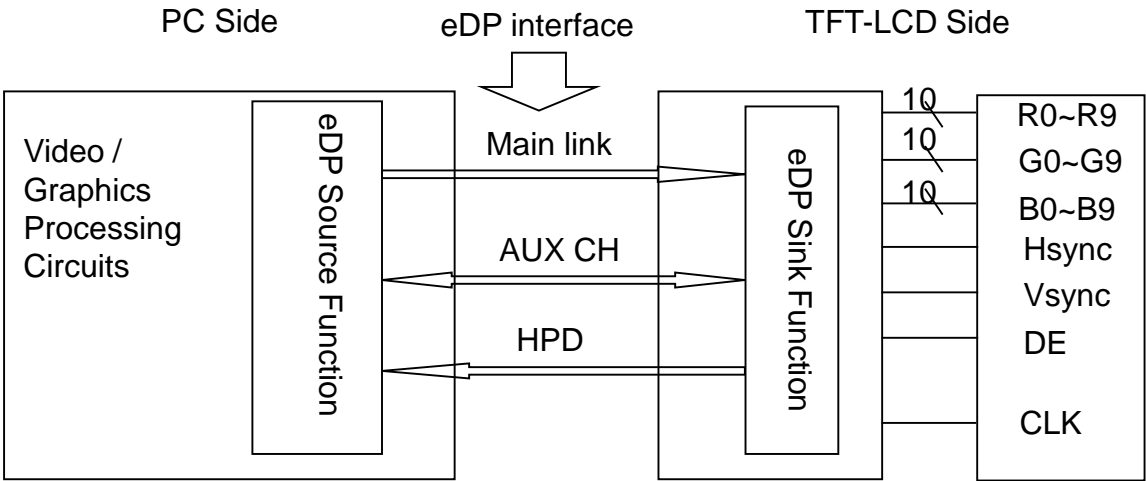 PC Side
eDP interface
TFT-LCD Side
Video /
Graphics
Processing
Circuits
eDP Source Function
Main link
AUX CH
HPD
eDP Sink Function
10
R0~R9
10
G0~G9
10
B0~B9
Hsync
Vsync
DE
CLK